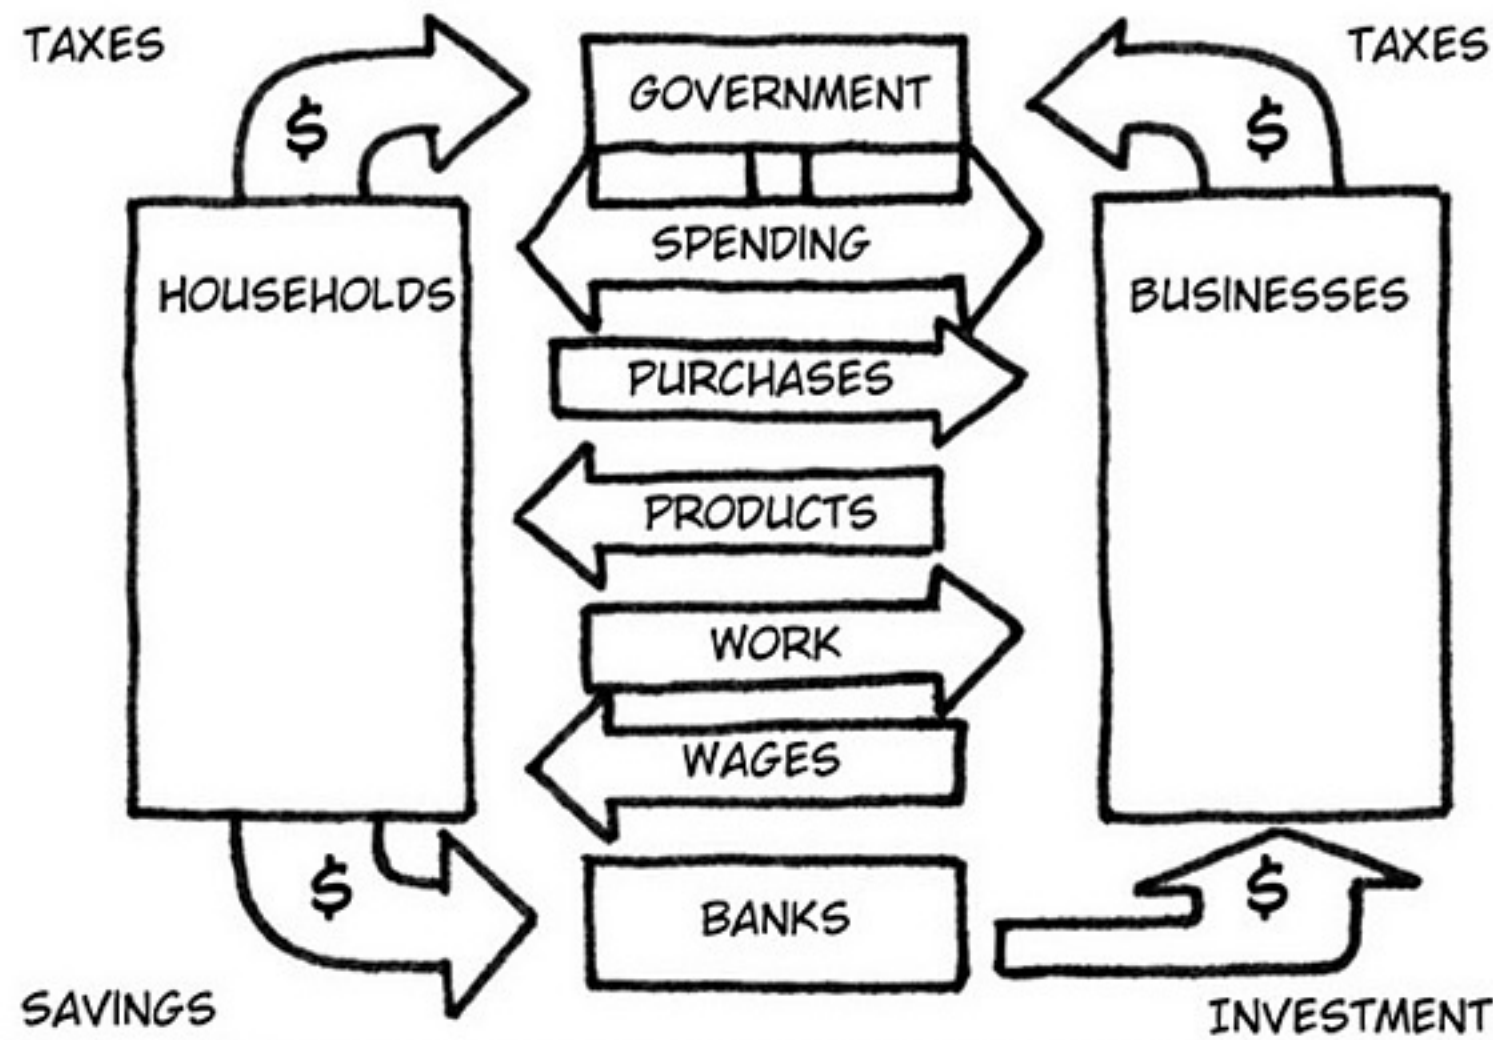 TAXES
TAXES
GOVERNMENT
$
$
SPENDING
HOUSEHOLDS
BUSINESSES
PURCHASES
PRODUCTS
WORK
WAGES
$
$
BANKS
SAVINGS
INVESTMENT